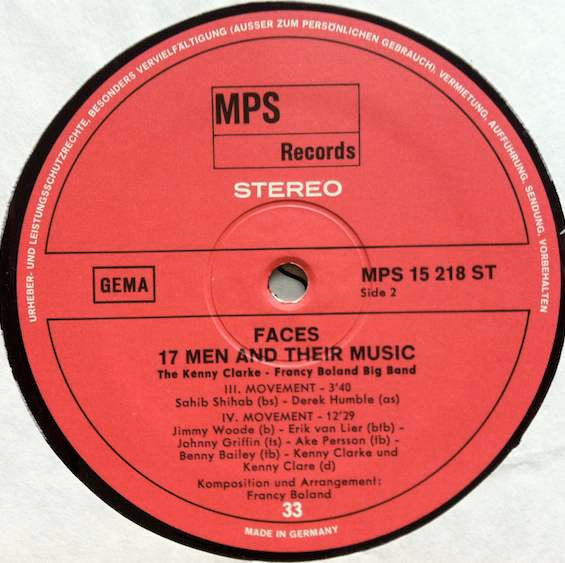 URHEBER- UND LEISTUNGSSCHUTZRECHTE, BESONDERS VERVIELFÄLTIGUNG (AUSSER ZUM PERSÖNLICHEN GEBRAUCH), VERMIETUNG, AUFFÜHRUNG, SENDUNG, VORBEHALTEN
MPS
Records
STEREO
GEMA
MPS 15 218 ST
Side 2
FACES
17 MEN AND THEIR MUSIC
The Kenny Clarke - Francy Boland Big Band
III. MOVEMENT - 3'40
Sahib Shihab (bs) - Derek Humble (as)
IV. MOVEMENT - 12'29
Jimmy Woode (b) - Erik van Lier (btb) -
Johnny Griffin (ts) - Ake Persson (tb) -
Benny Bailey (tb) - Kenny Clarke und
Kenny Clare (d)
Komposition und Arrangement:
Francy Boland
33
MADE IN GERMANY